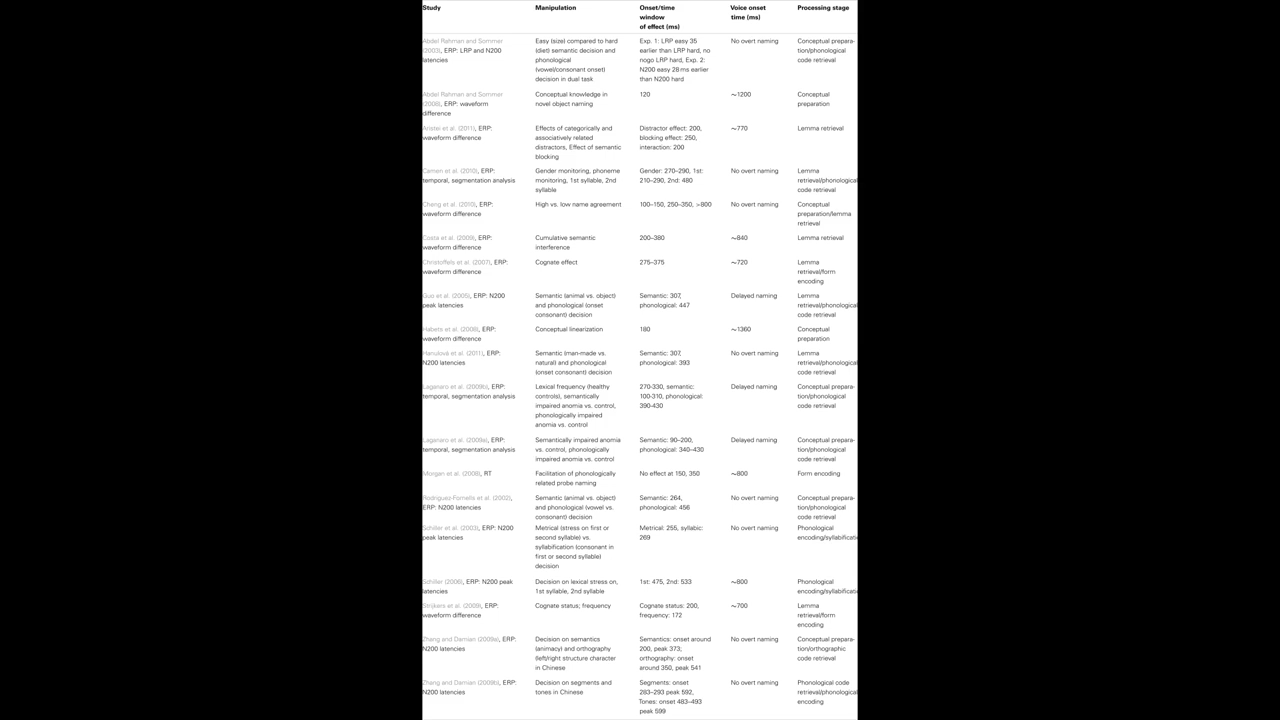 Study Manipulation Onset/time window of effect (ms) Voice onset time (ms) Processing stage
Abdel Rahman and Sommer (2003), ERP: LRP and N200 latencies
Easy (size) compared to hard (diet) semantic decision and phonological (vowel/consonant onset) decision in dual task
Exp. 1: LRP easy 35 earlier than LRP hard, no nogo LRP hard, Exp. 2: N200 easy 28 ms earlier than N200 hard
No overt naming
Conceptual prepara-tion/phonological code retrieval
Abdel Rahman and Sommer (2008), ERP: waveform difference
Conceptual knowledge in novel object naming
120
∼1200
Conceptual preparation
Aristei et al. (2011), ERP: waveform difference
Effects of categorically and associatively related distractors, Effect of semantic blocking
Distractor effect: 200, blocking effect: 250, interaction: 200
∼770
Lemma retrieval
Camen et al. (2010), ERP: temporal, segmentation analysis
Gender monitoring, phoneme monitoring, 1st syllable, 2nd syllable
Gender: 270–290, 1st: 210–290, 2nd: 480
No overt naming
Lemma retrieval/phonological code retrieval
Cheng et al. (2010), ERP: waveform difference
High vs. low name agreement
100–150, 250–350, >800
No overt naming
Conceptual preparation/lemma retrieval
Costa et al. (2009), ERP: waveform difference
Cumulative semantic interference
200–380
∼840
Lemma retrieval
Christoffels et al. (2007), ERP: waveform difference
Cognate effect
275–375
∼720
Lemma retrieval/form encoding
Guo et al. (2005), ERP: N200 peak latencies
Semantic (animal vs. object) and phonological (onset consonant) decision
Semantic: 307, phonological: 447
Delayed naming
Lemma retrieval/phonological code retrieval
Habets et al. (2008), ERP: waveform difference
Conceptual linearization
180
∼1360
Conceptual preparation
Hanulová et al. (2011), ERP: N200 latencies
Semantic (man-made vs. natural) and phonological (onset consonant) decision
Semantic: 307, phonological: 393
No overt naming
Lemma retrieval/phonological code retrieval
Laganaro et al. (2009b), ERP: temporal, segmentation analysis
Lexical frequency (healthy controls), semantically impaired anomia vs. control, phonologically impaired anomia vs. control
270-330, semantic: 100-310, phonological: 390-430
Delayed naming
Conceptual prepara-tion/phonological code retrieval
Laganaro et al. (2009a), ERP: temporal, segmentation analysis
Semantically impaired anomia vs. control, phonologically impaired anomia vs. control
Semantic: 90–200, phonological: 340–430
Delayed naming
Conceptual prepara-tion/phonological code retrieval
Morgan et al. (2008), RT
Facilitation of phonologically related probe naming
No effect at 150, 350
∼800
Form encoding
Rodriguez-Fornells et al. (2002), ERP: N200 latencies
Semantic (animal vs. object) and phonological (vowel vs. consonant) decision
Semantic: 264, phonological: 456
No overt naming
Conceptual prepara-tion/phonological code retrieval
Schiller et al. (2003), ERP: N200 peak latencies
Metrical (stress on first or second syllable) vs. syllabification (consonant in first or second syllable) decision
Metrical: 255, syllabic: 269
No overt naming
Phonological encoding/syllabificati
Schiller (2006), ERP: N200 peak latencies
Decision on lexical stress on, 1st syllable, 2nd syllable
1st: 475, 2nd: 533
∼800
Phonological encoding/syllabificati
Strijkers et al. (2009), ERP: waveform difference
Cognate status; frequency
Cognate status: 200, frequency: 172
∼700
Lemma retrieval/form encoding
Zhang and Damian (2009a), ERP: N200 latencies
Decision on semantics (animacy) and orthography (left/right structure character in Chinese
Semantics: onset around 200, peak 373; orthography: onset around 350, peak 541
No overt naming
Conceptual prepara-tion/orthographic code retrieval
Zhang and Damian (2009b), ERP: N200 latencies
Decision on segments and tones in Chinese
Segments: onset 283–293 peak 592, Tones: onset 483–493 peak 599
No overt naming
Phonological code retrieval/phonological encoding